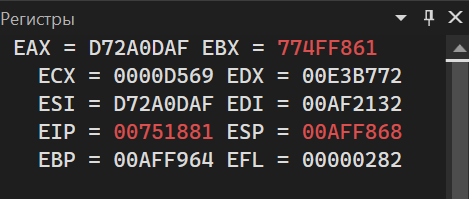 Регистры
EAX = D72A0DAF EBX = 774FF861
ECX = 0000D569 EDX = 00E3B772
ESI = D72A0DAF EDI = 00AF2132
EIP = 00751881 ESP = 00AFF868
EBP = 00AFF964 EFL = 00000282